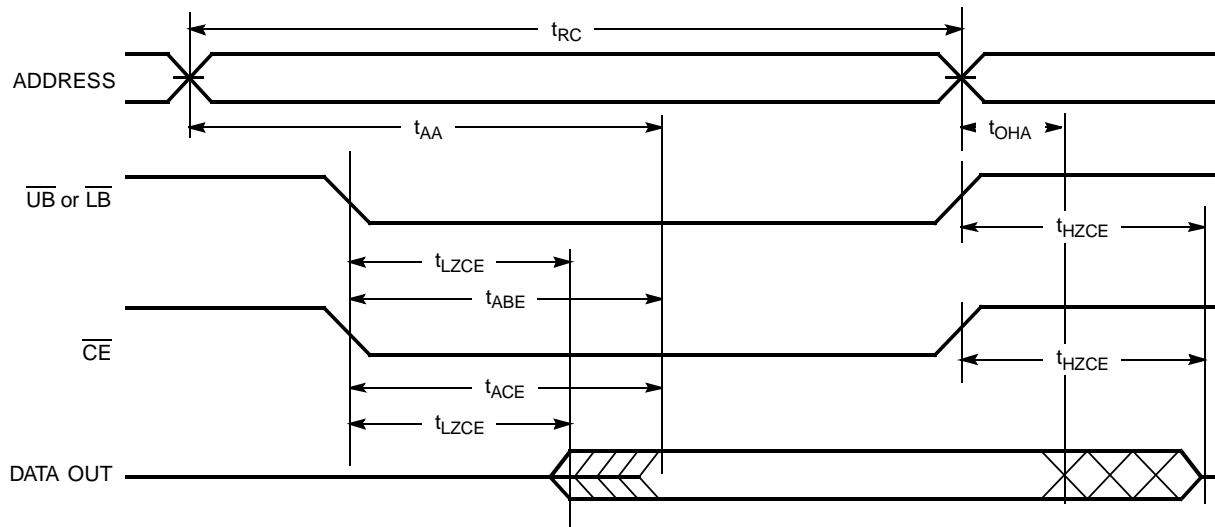 tRC
ADDRESS
tAA
tOHA
UB or LB
tHZCE
tLZCE
tABE
CE
tHZCE
tACE
tLZCE
DATA OUT